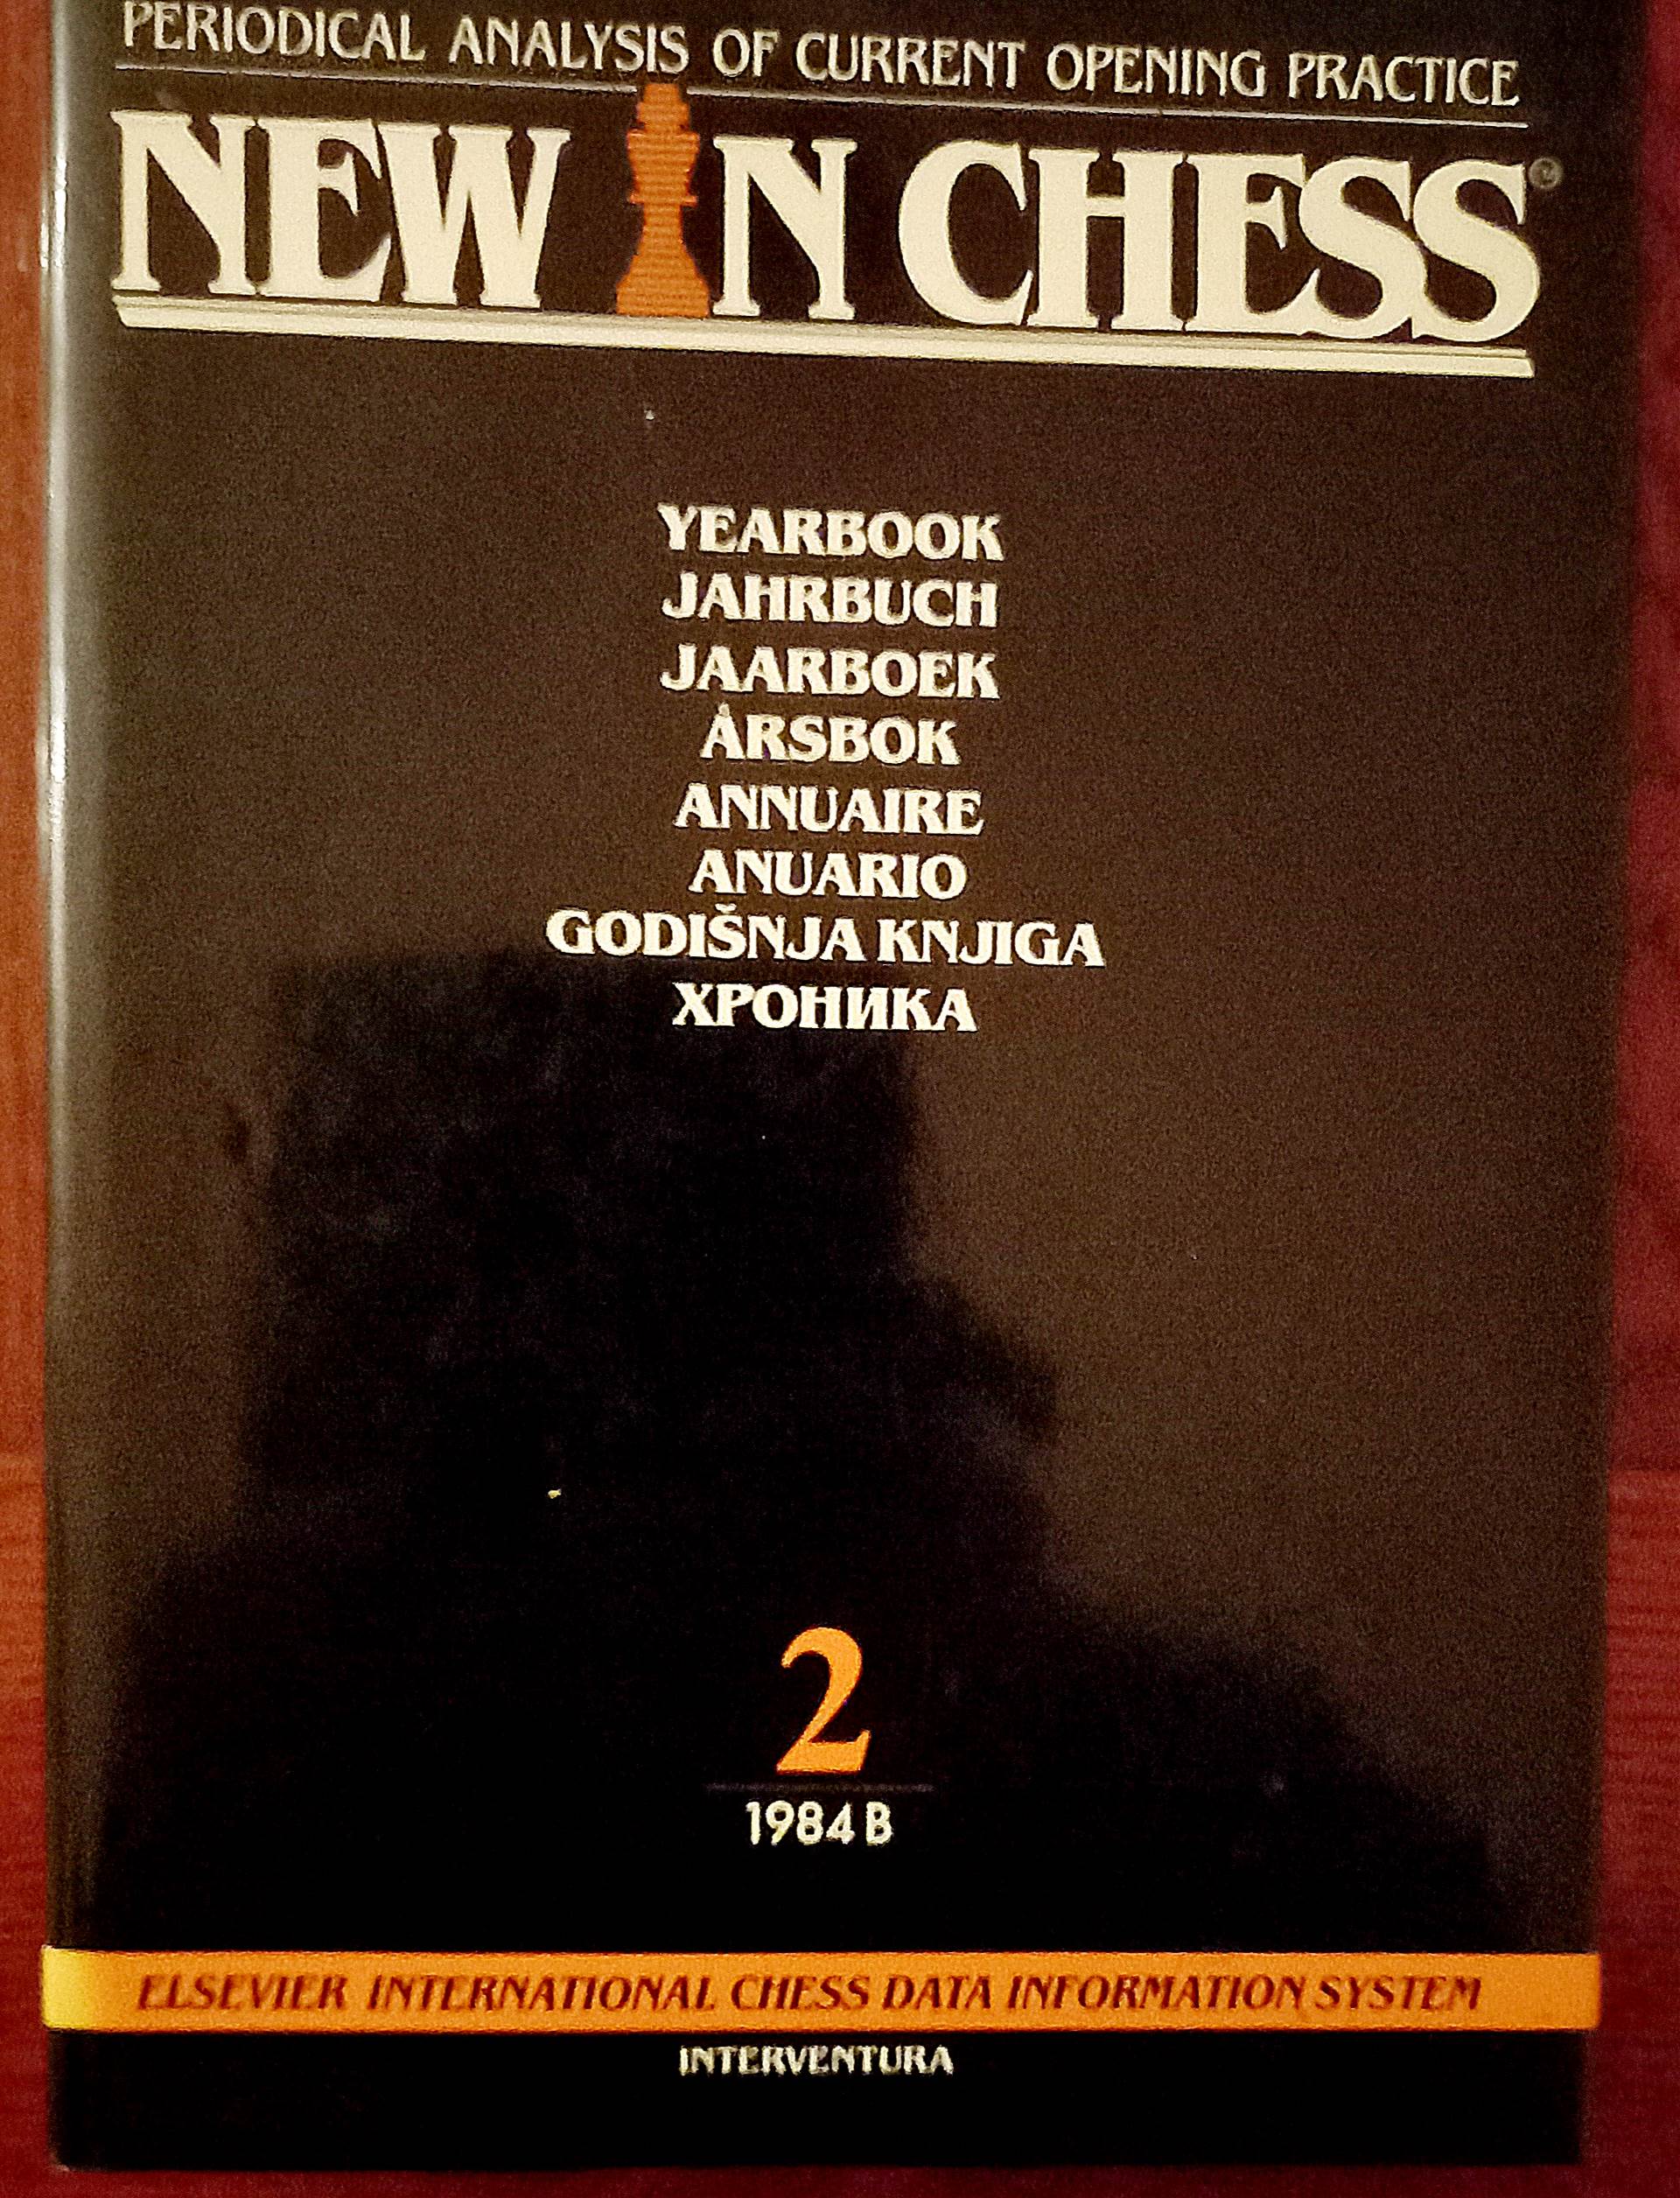 PERIODICAL ANALYSIS OF CURRENT OPENING PRACTICE
NEW IN CHESS
YEARBOOK
JAHRBUCH
JAARBOEK
ÅRSBOK
ANNUAIRE
ANUARIO
GODIŠNJA KNJIGA
ХРОНИКА
2
1984 B
ELSEVIER INTERNATIONAL CHESS DATA INFORMATION SYSTEM
INTERVENTURA